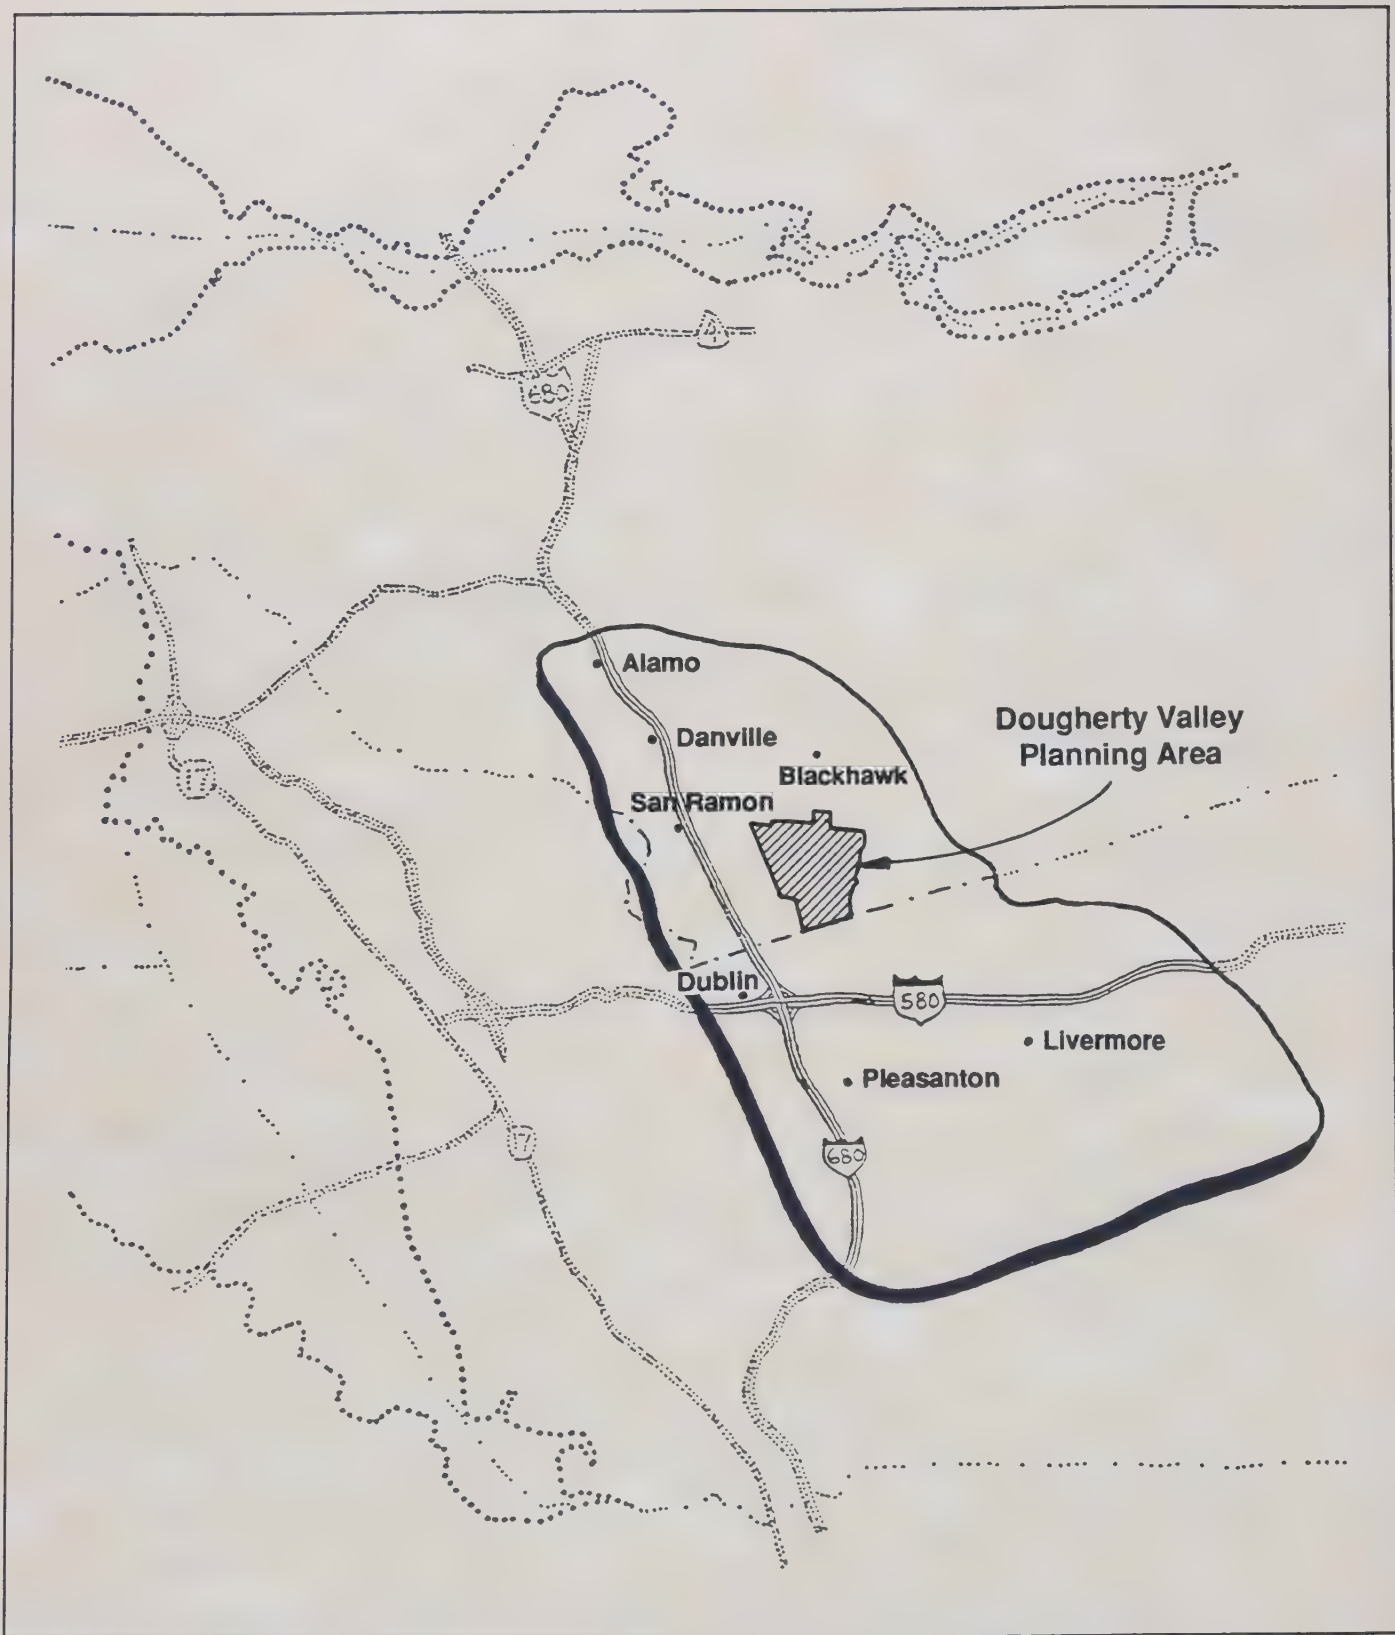 4
680
Alamo
Danville
Dougherty Valley
Planning Area
Blackhawk
17
San Ramon
Dublin
580
Livermore
Pleasanton
17
680